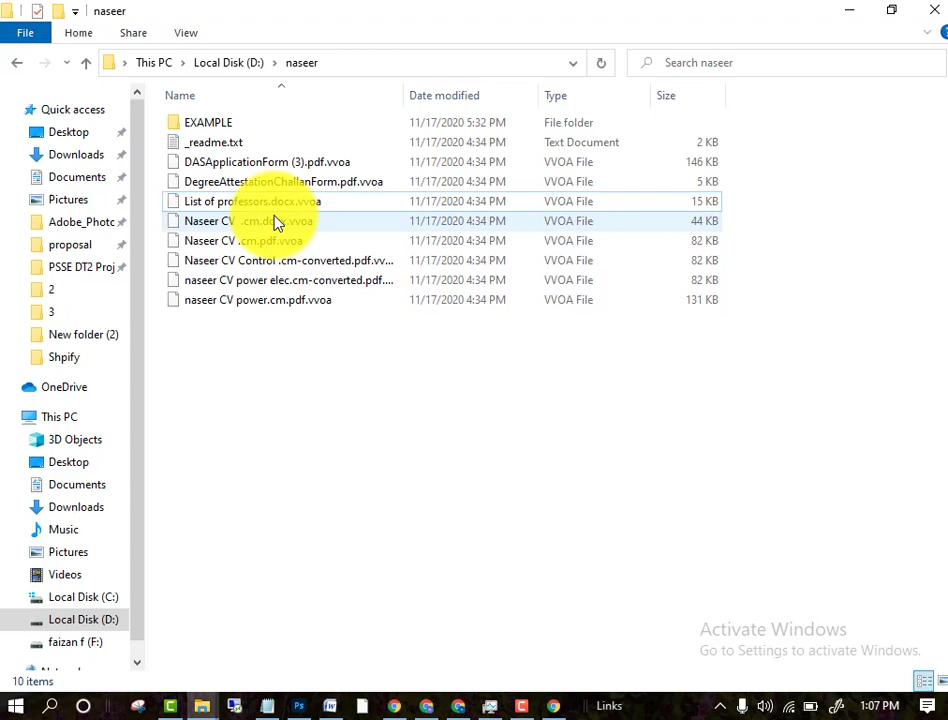 naseer
File Home Share View
This PC Local Disk (D:) naseer Search naseer
Name Date modified Type Size
EXAMPLE 11/17/2020 5:32 PM File folder
_readme.txt 11/17/2020 4:34 PM Text Document 2 KB
DASApplicationForm (3).pdf.vvoa 11/17/2020 4:34 PM VVOA File 146 KB
DegreeAttestationChallanForm.pdf.vvoa 11/17/2020 4:34 PM VVOA File 5 KB
List of professors.docx.vvoa 11/17/2020 4:34 PM VVOA File 15 KB
Naseer CV .cm.docx.vvoa 11/17/2020 4:34 PM VVOA File 44 KB
Naseer CV .cm.pdf.vvoa 11/17/2020 4:34 PM VVOA File 82 KB
Naseer CV Control .cm-converted.pdf.vv... 11/17/2020 4:34 PM VVOA File 82 KB
naseer CV power elec.cm-converted.pdf.... 11/17/2020 4:34 PM VVOA File 82 KB
naseer CV power.cm.pdf.vvoa 11/17/2020 4:34 PM VVOA File 131 KB
Quick access
Desktop
Downloads
Documents
Pictures
Adobe_Photc
proposal
PSSE DT2 Proj
2
3
New folder (2)
Shpify
OneDrive
This PC
3D Objects
Desktop
Documents
Downloads
Music
Pictures
Videos
Local Disk (C:)
Local Disk (D:)
faizan f (F:)
Activate Windows
Go to Settings to activate Windows.
10 items
Links 1:07 PM